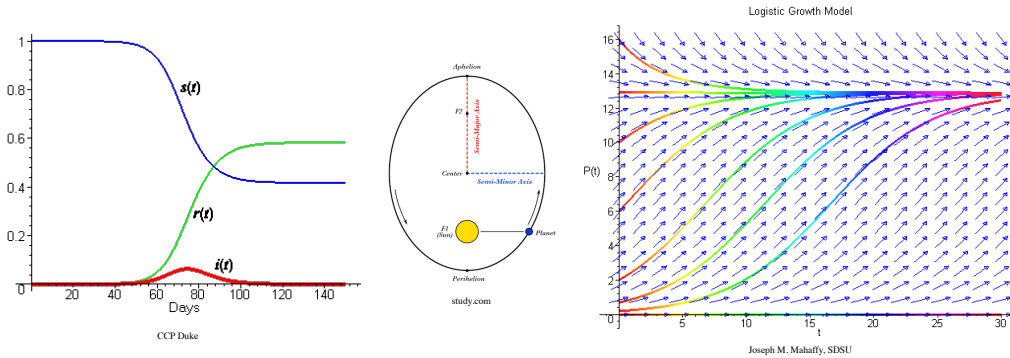 1
0.8
0.6
0.4
0.2
0
20
40
60
80
100
120
140
Days
s(t)
r(t)
i(t)
CCP Duke
Aphelion
F2
Semi-Major Axis
Center
Semi-Minor Axis
F1
(Sun)
Planet
Perihelion
study.com
Logistic Growth Model
16
14
12
10
P(t)
8
6
4
2
0
5
10
15
20
25
30
t
Joseph M. Mahaffy, SDSU